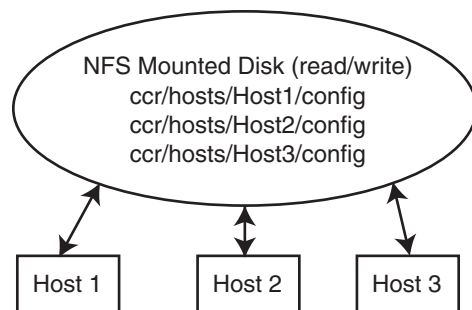 NFS Mounted Disk (read/write)
ccr/hosts/Host1/config
ccr/hosts/Host2/config
ccr/hosts/Host3/config
Host 1
Host 2
Host 3